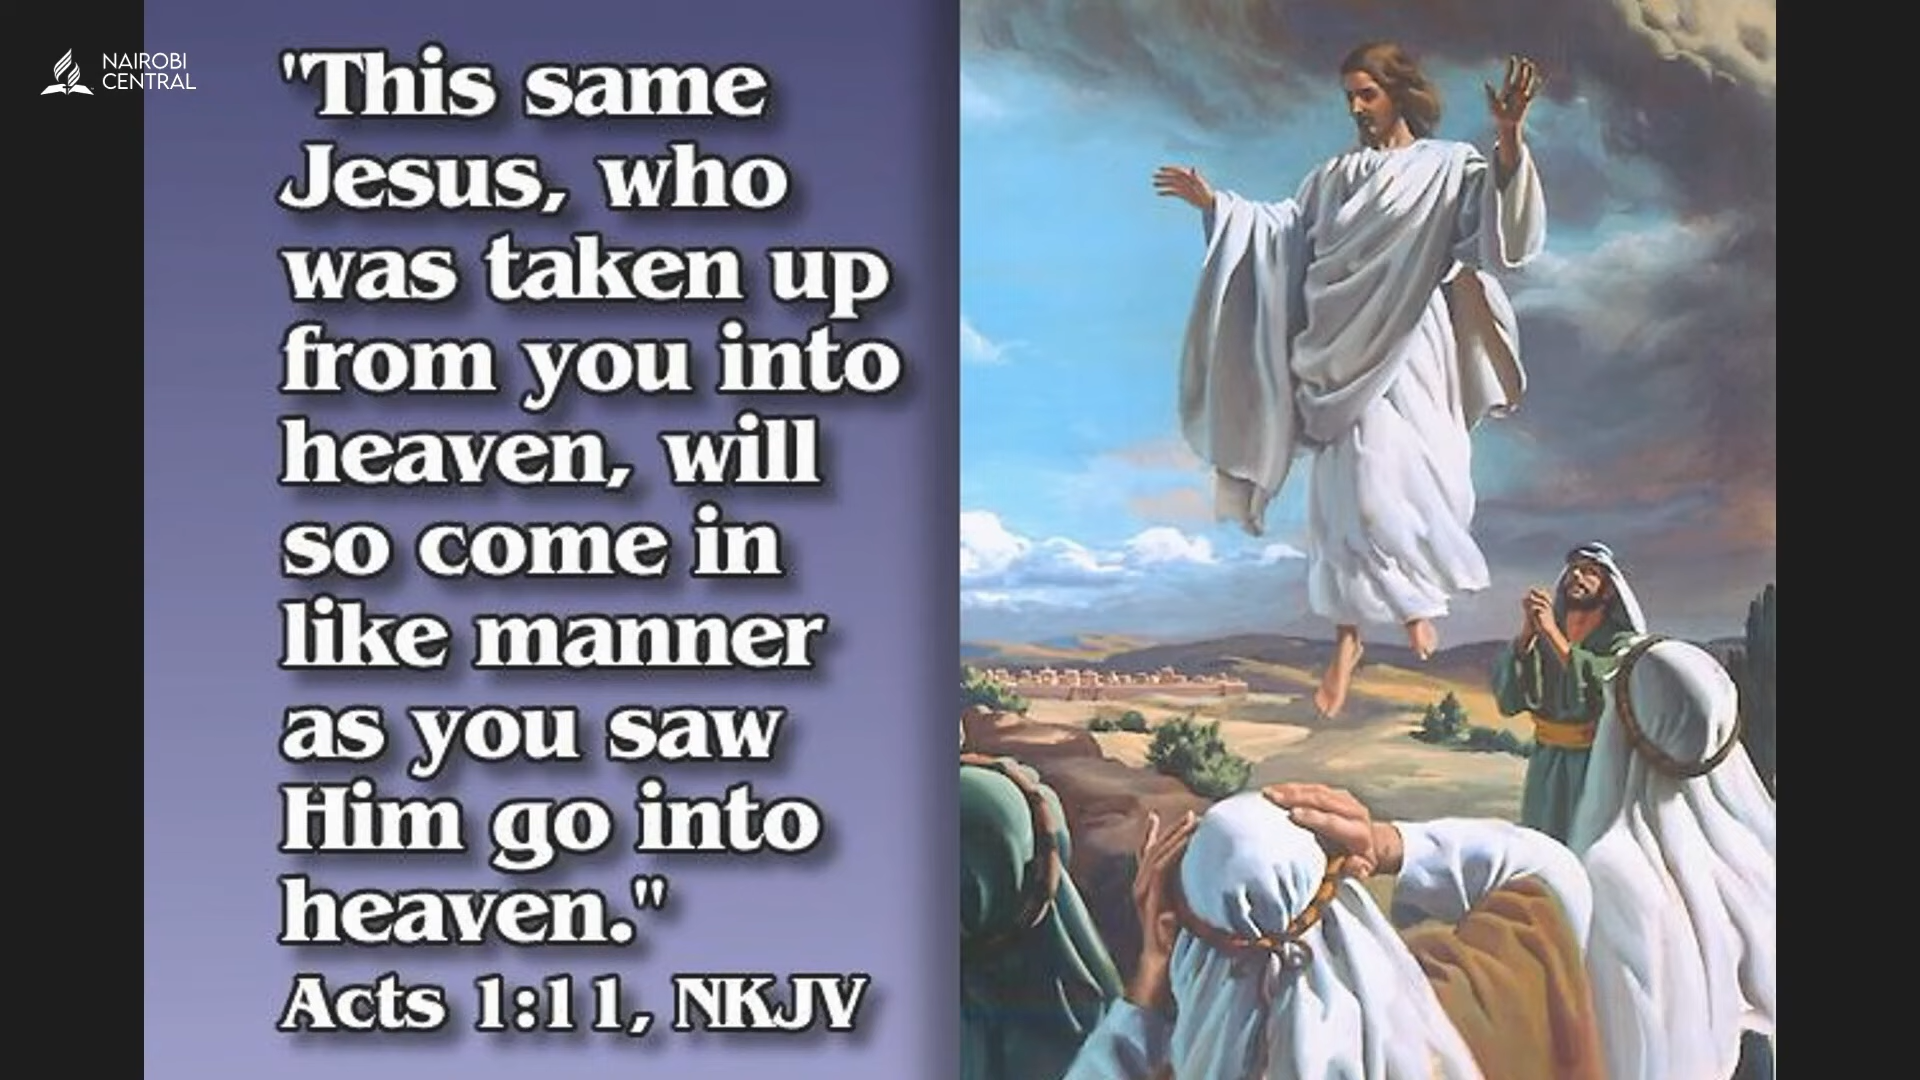 NAIROBI
CENTRAL
"This same
Jesus, who
was taken up
from you into
heaven, will
so come in
like manner
as you saw
Him go into
heaven."
Acts 1:11, NKJV